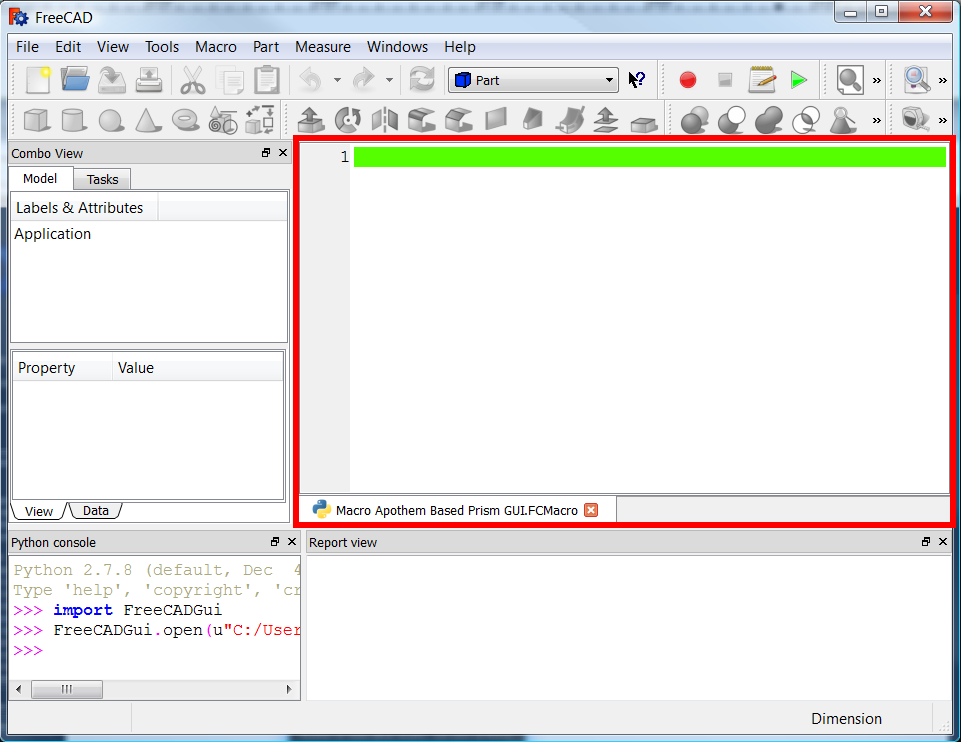 FreeCAD
File Edit View Tools Macro Part Measure Windows Help
Part
Combo View
Model Tasks
Labels & Attributes
Application
Property Value
View Data
1
Macro Apothem Based Prism GUI.FCMacro
Python console
Python 2.7.8 (default, Dec 4
Type 'help', 'copyright', 'cr
>>> import FreeCADGui
>>> FreeCADGui.open(u"C:/User
>>>
Report view
Dimension